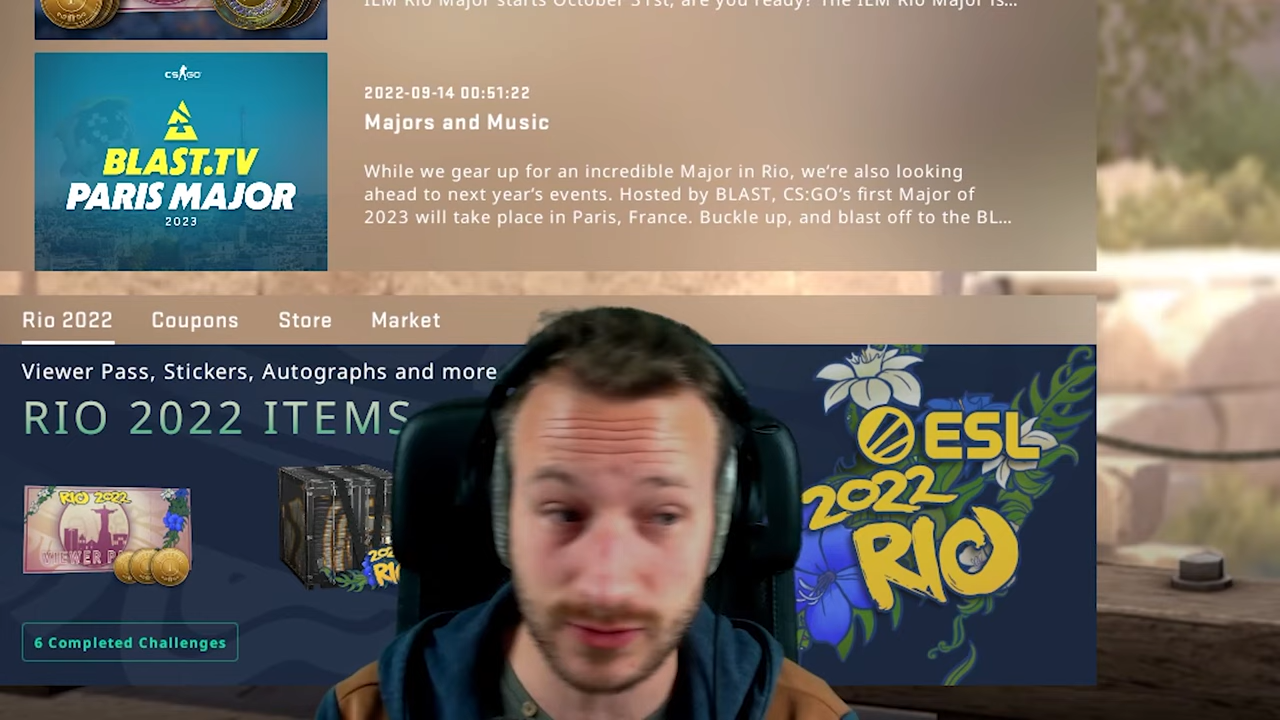 IEM Rio Major starts October 31st, are you ready? The IEM Rio Major is...
CS GO
BLAST.TV
PARIS MAJOR
2023
2022-09-14 00:51:22
Majors and Music
While we gear up for an incredible Major in Rio, we’re also looking
ahead to next year’s events. Hosted by BLAST, CS:GO’s first Major of
2023 will take place in Paris, France. Buckle up, and blast off to the BL...
Rio 2022
Coupons
Store
Market
Viewer Pass, Stickers, Autographs and more
RIO 2022 ITEMS
RIO 2022
VIEWER
ESL
2022
RIO
6 Completed Challenges